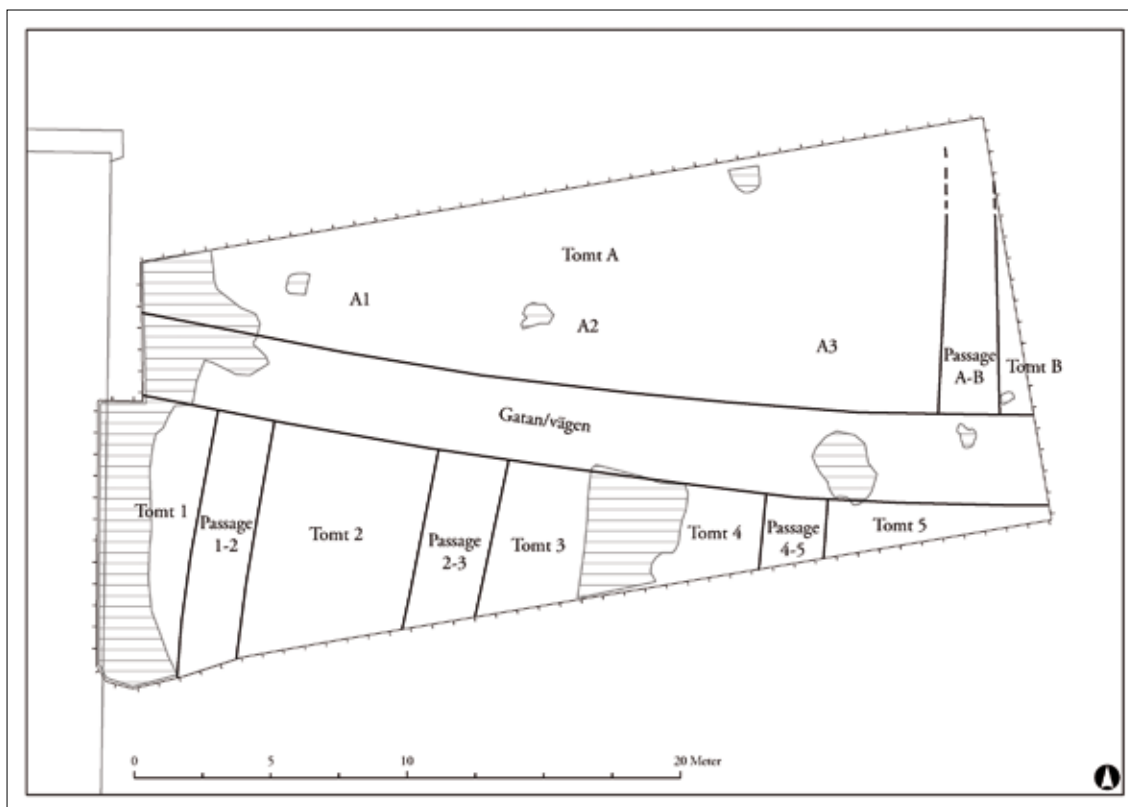 Tomt A
A1
A2
A3
Passage
A-B
Tomt B
Gatan/vägen
Tomt 1
Passage
1-2
Tomt 2
Passage
2-3
Tomt 3
Tomt 4
Passage
4-5
Tomt 5
0 5 10 20 Meter